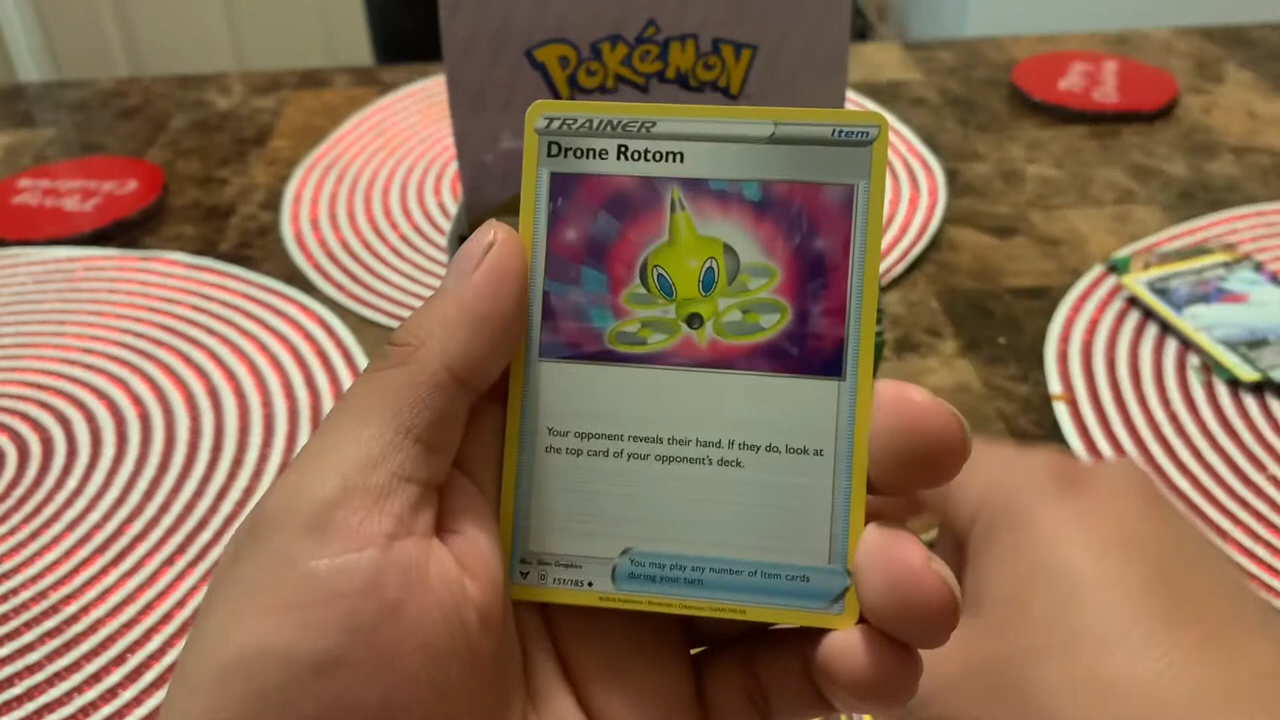 POKéMON
TRAINER
Item
Drone Rotom
Your opponent reveals their hand. If they do, look at
the top card of your opponent's deck.
You may play any number of Item cards
during your turn.
D 151/185